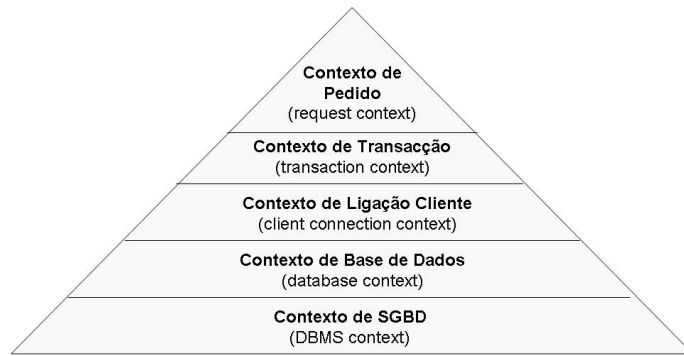 Contexto de
Pedido
(request context)
Contexto de Transacção
(transaction context)
Contexto de Ligação Cliente
(client connection context)
Contexto de Base de Dados
(database context)
Contexto de SGBD
(DBMS context)